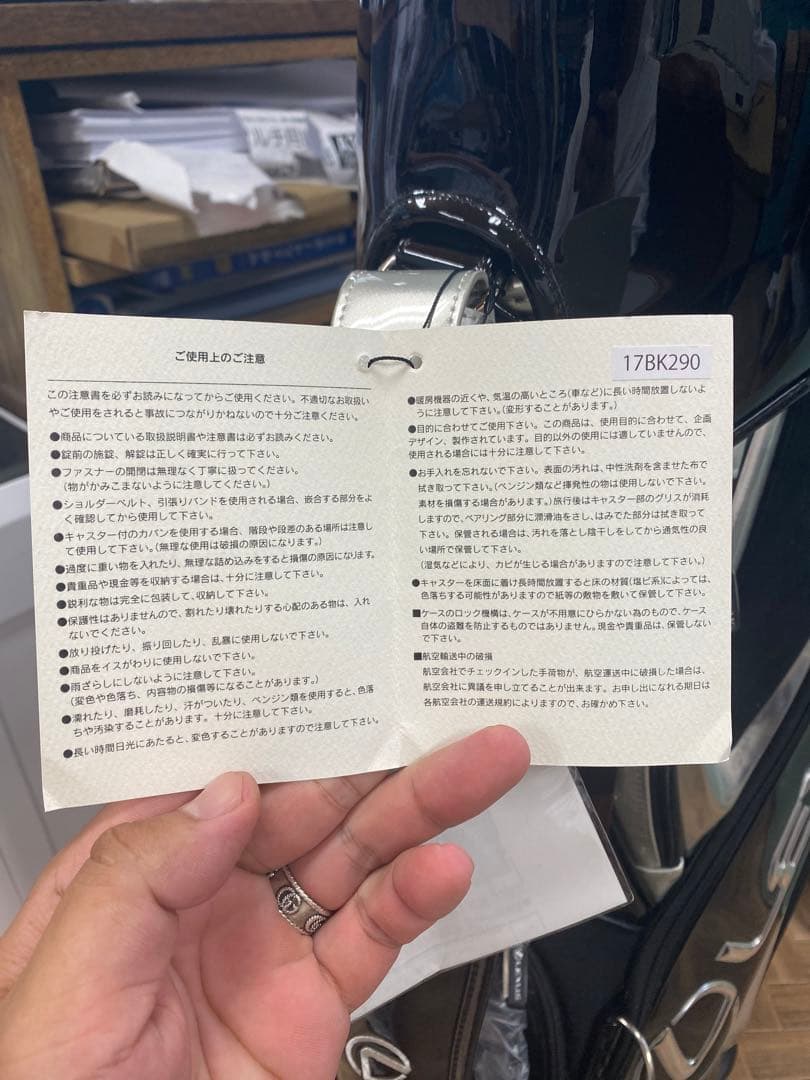 ルチ用
ご使用上のご注意
この注意書を必ずお読みになってからご使用ください。不適切なお取扱い
やご使用をされると事故につながりかねないので十分ご注意ください。
●商品についている取扱説明書や注意書は必ずお読みください。
●錠前の施錠、解錠は正しく確実に行って下さい。
●ファスナーの開閉は無理なく丁寧に扱ってください。
(物がかみこまないように注意してください。)
●ショルダーベルト、引張りバンドを使用される場合、嵌合する部分をよ
く確認してから使用して下さい。
●キャスター付のカバンを使用する場合、階段や段差のある場所は注意し
て使用して下さい。(無理な使用は破損の原因になります。)
●過度に重い物を入れたり、無理な詰め込みをすると損傷の原因になります。
●貴重品や現金等を収納する場合は、十分に注意して下さい。
●鋭利な物は完全に包装して、収納して下さい。
●保護性はありませんので、割れたり壊れたりする心配のある物は、入れ
ないでください。
●放り投げたり、振り回したり、乱暴に使用しないで下さい。
●商品をイスがわりに使用しないで下さい。
●雨ざらしにしないように注意して下さい。
(変色や色落ち、内容物の損傷等になることがあります。)
●濡れたり、磨耗したり、汗がついたり、ベンジン類を使用すると、色落
ちや汚染することがあります。十分に注意して下さい。
●長い時間日光にあたると、変色することがありますので注意して下さい。
17BK290
●暖房機器の近くや、気温の高いところ(車など)に長い時間放置しないよ
うに注意して下さい。(変形することがあります。)
●目的に合わせてご使用下さい。この商品は、使用目的に合わせて、企画
デザイン、製作されています。目的以外の使用には適していませんので、
使用される場合には十分に注意して下さい。
●お手入れを忘れないで下さい。表面の汚れは、中性洗剤を含ませた布で
拭き取って下さい。(ベンジン類など揮発性の物は使用しないで下さい。
素材を損傷する場合があります。)旅行後はキャスター部のグリスが消耗
しますので、ベアリング部分に潤滑油をさし、はみでた部分は拭き取って下
さい。保管される場合は、汚れを落とし陰干しをしてから通気性の良
い場所で保管して下さい。
(湿気などにより、カビが生じる場合がありますので注意して下さい。)
●キャスターを床面に着け長時間放置すると床の材質(塩ビ系)によっては、
色落ちする可能性がありますので紙等の敷物を敷いて保管して下さい。
■ケースのロック機構は、ケースが不用意にひらかない為のもので、ケース
自体の盗難を防止するものではありません。現金や貴重品は、保管しない
で下さい。
■航空輸送中の破損
航空会社でチェックインした手荷物が、航空運送中に破損した場合は、
航空会社に異議を申し立てることが出来ます。お申し出になれる期日は
各航空会社の運送規約によりますので、お確かめ下さい。